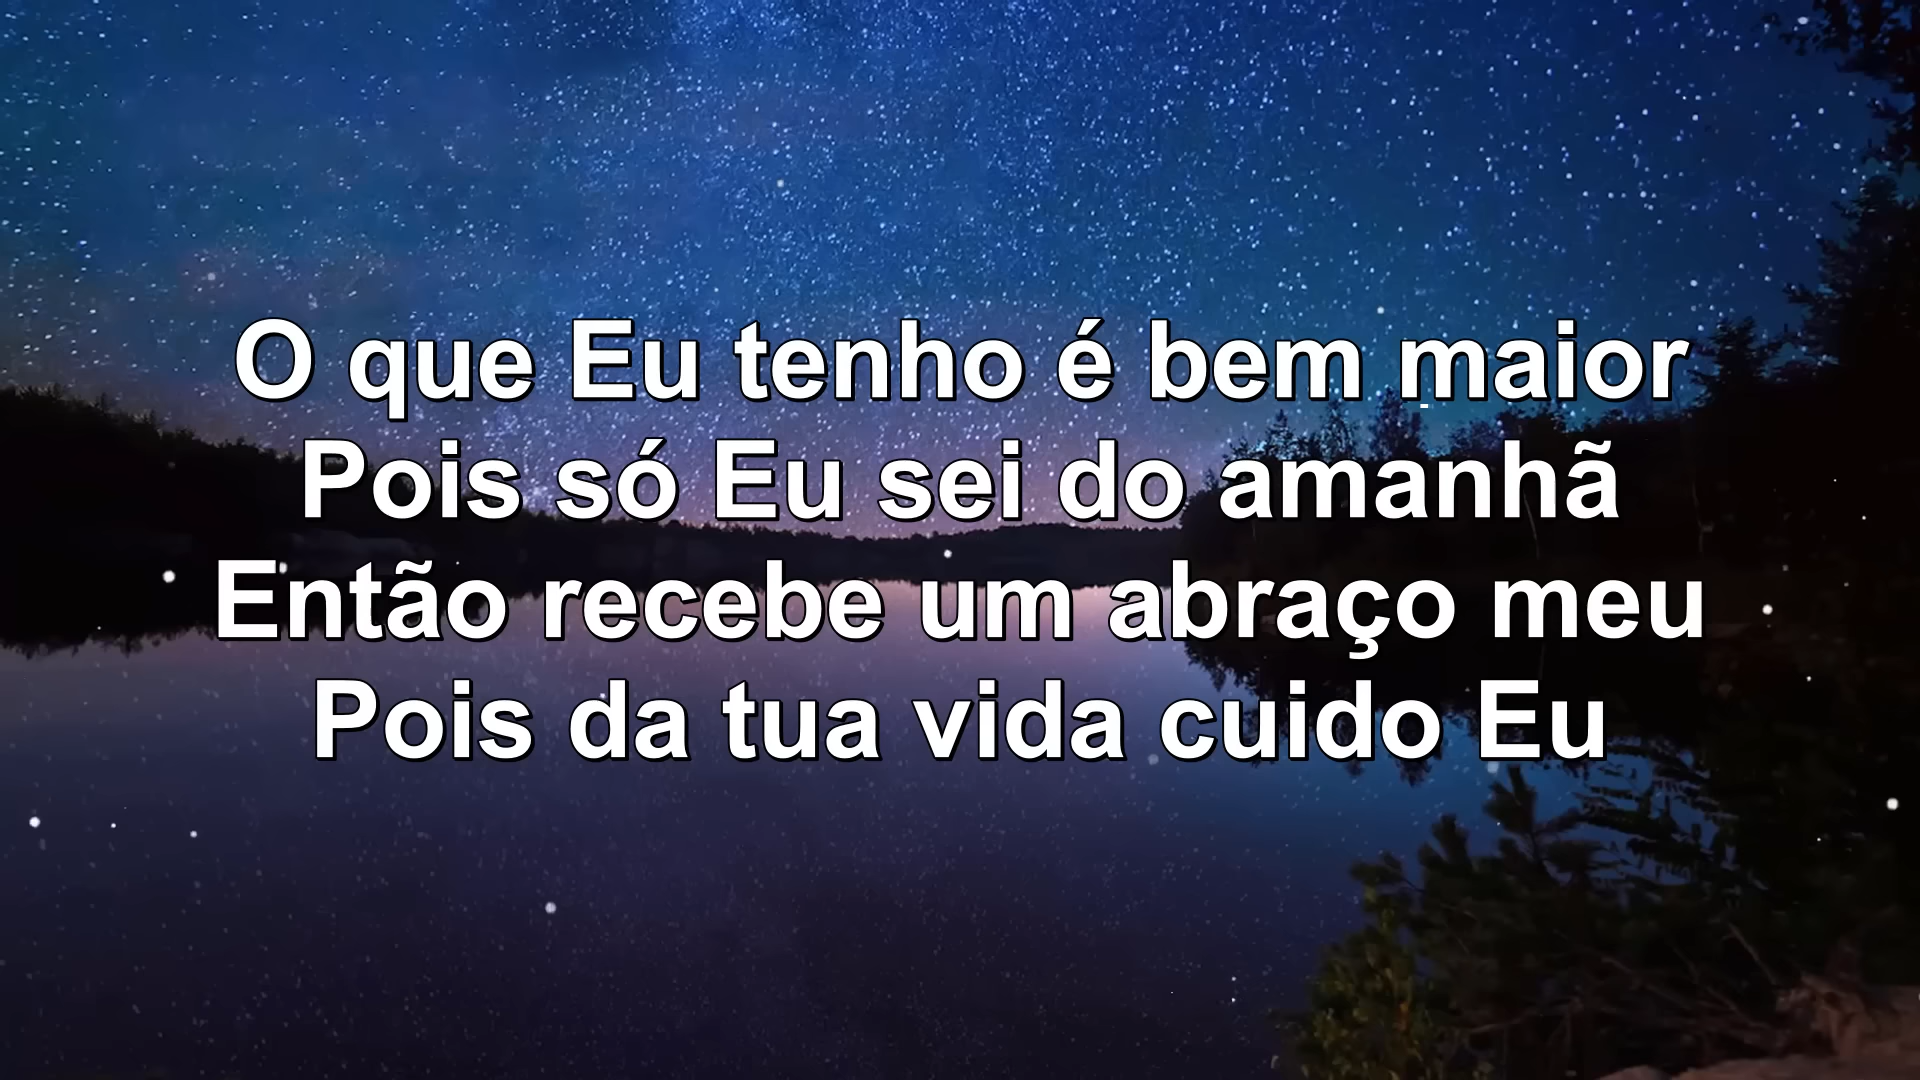 O que Eu tenho é bem maior
Pois só Eu sei do amanhã
Então recebe um abraço meu
Pois da tua vida cuido Eu